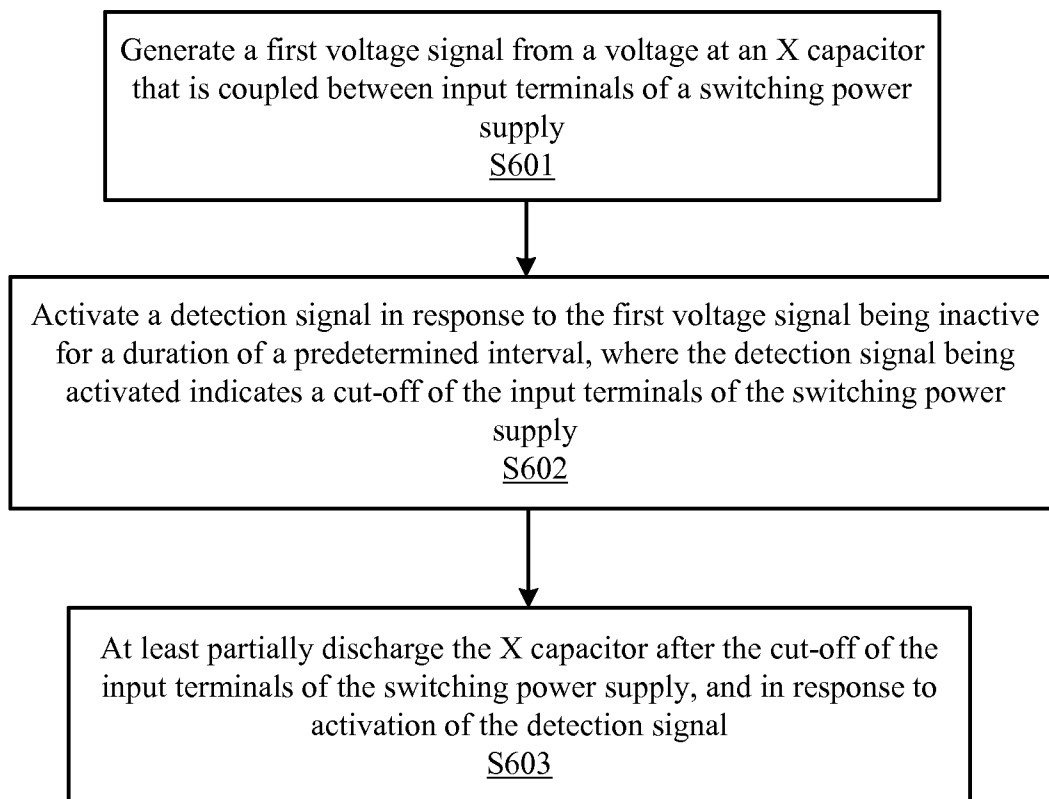 Generate a first voltage signal from a voltage at an X capacitor
that is coupled between input terminals of a switching power
supply
S601
Activate a detection signal in response to the first voltage signal being inactive
for a duration of a predetermined interval, where the detection signal being
activated indicates a cut-off of the input terminals of the switching power
supply
S602
At least partially discharge the X capacitor after the cut-off of the
input terminals of the switching power supply, and in response to
activation of the detection signal
S603